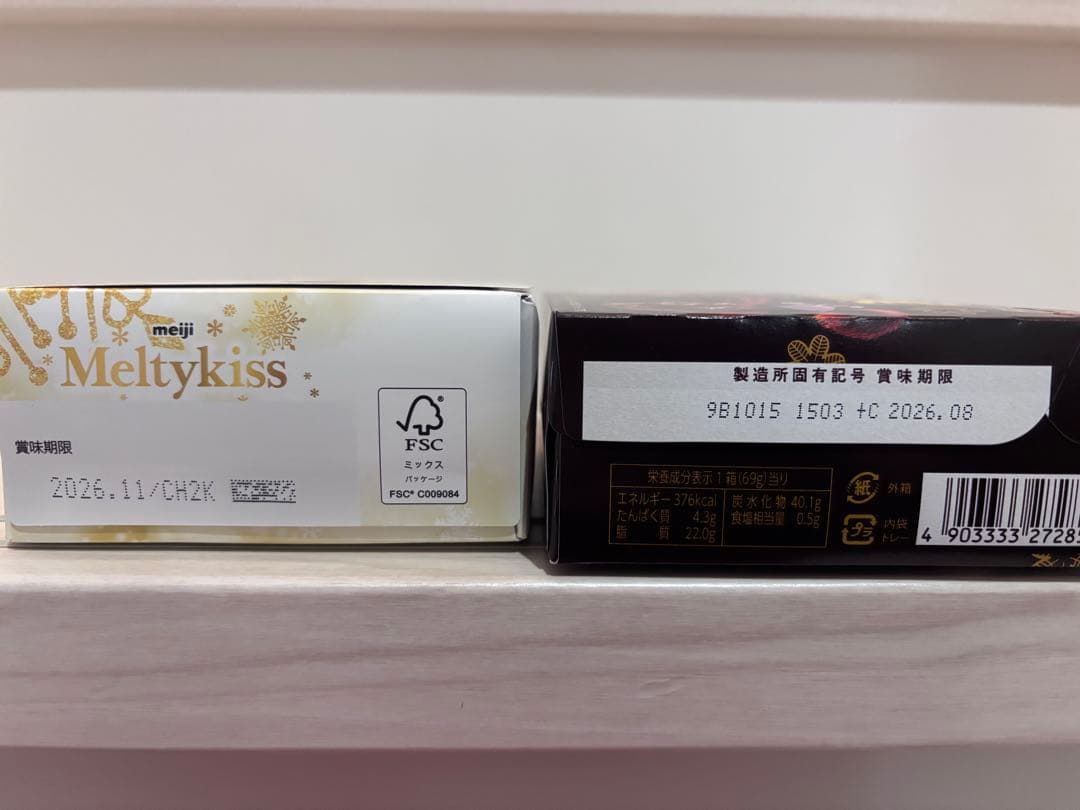 meiji
Meltykiss
賞味期限
2026.11/CH2K
FSC®
ミックス
パッケージ
FSC® C009084
製造所固有記号 賞味期限
9B1015 1503 +C 2026.08
栄養成分表示1箱(69g)当り
エネルギー 376kcal 炭水化物 40.1g
たんぱく質 4.3g 食塩相当量 0.5g
脂質 22.0g
紙 外箱
プラ 内袋
トレー
4 903333 27285